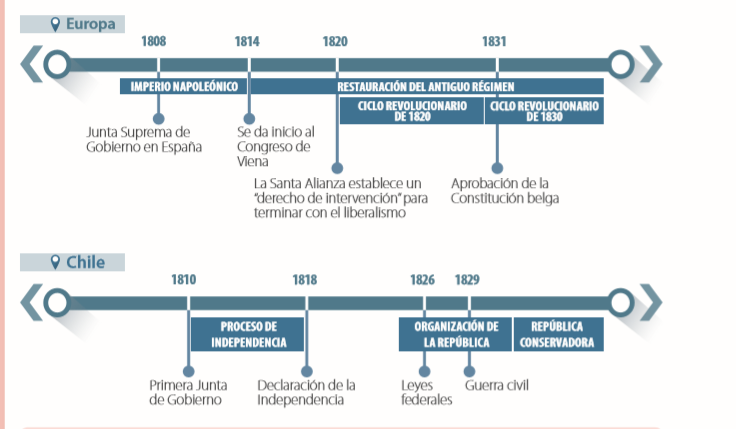 Europa
1808
1814
1820
1831
IMPERIO NAPOLEÓNICO
RESTAURACIÓN DEL ANTIGUO RÉGIMEN
CICLO REVOLUCIONARIO
DE 1820
CICLO REVOLUCIONARIO
DE 1830
Junta Suprema de
Gobierno en España
Se da inicio al
Congreso de
Viena
La Santa Alianza establece un
“derecho de intervención” para
terminar con el liberalismo
Aprobación de la
Constitución belga
Chile
1810
1818
1826
1829
PROCESO DE
INDEPENDENCIA
ORGANIZACIÓN DE
LA REPÚBLICA
REPÚBLICA
CONSERVADORA
Primera Junta
de Gobierno
Declaración de la
Independencia
Leyes
federales
Guerra civil